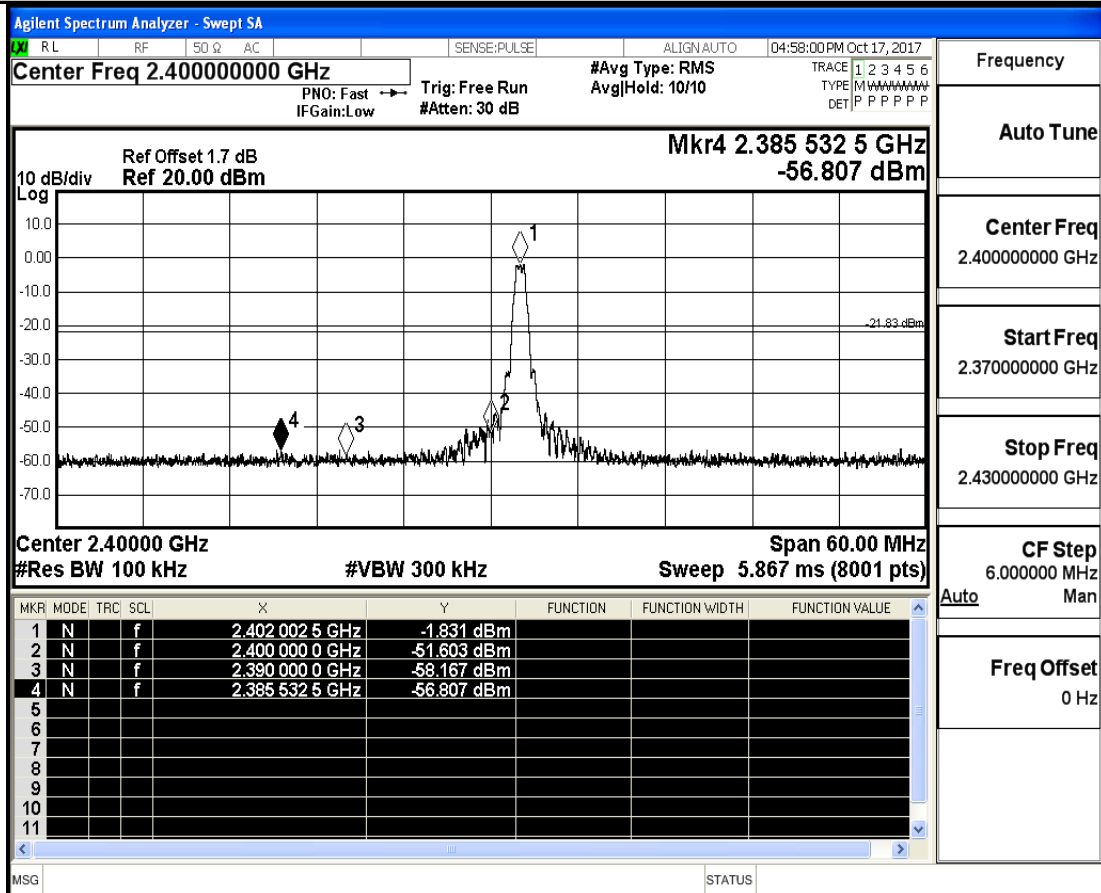 Agilent Spectrum Analyzer - Swept SA
LXI RL RF 50 Ω AC SENSE:PULSE ALIGN AUTO 04:58:00 PM Oct 17, 2017
Center Freq 2.400000000 GHz
PNO: Fast
IFGain:Low
Trig: Free Run
#Atten: 30 dB
#Avg Type: RMS
Avg|Hold: 10/10
TRACE 1 2 3 4 5 6
TYPE M W W W W W
DET P P P P P P
Mkr4 2.385 532 5 GHz
-56.807 dBm
Ref Offset 1.7 dB
10 dB/div Ref 20.00 dBm
Log
10.0
0.00
-10.0
-20.0
-30.0
-40.0
-50.0
-60.0
-70.0
1
-21.83 dBm
2
3
4
Center 2.40000 GHz Span 60.00 MHz
#Res BW 100 kHz #VBW 300 kHz Sweep 5.867 ms (8001 pts)
MKR MODE TRC SCL X Y FUNCTION FUNCTION WIDTH FUNCTION VALUE
1 N f 2.402 002 5 GHz -1.831 dBm
2 N f 2.400 000 0 GHz -51.603 dBm
3 N f 2.390 000 0 GHz -58.167 dBm
4 N f 2.385 532 5 GHz -56.807 dBm
5
6
7
8
9
10
11
MSG STATUS
Frequency
Auto Tune
Center Freq
2.400000000 GHz
Start Freq
2.370000000 GHz
Stop Freq
2.430000000 GHz
CF Step
6.000000 MHz
Auto Man
Freq Offset
0 Hz